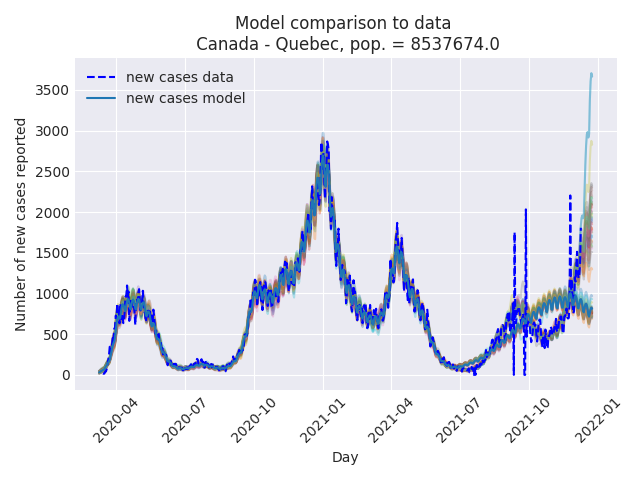 Model comparison to data
Canada - Quebec, pop. = 8537674.0
new cases data
new cases model
Number of new cases reported
3500
3000
2500
2000
1500
1000
500
0
2020-04
2020-07
2020-10
2021-01
2021-04
2021-07
2021-10
2022-01
Day